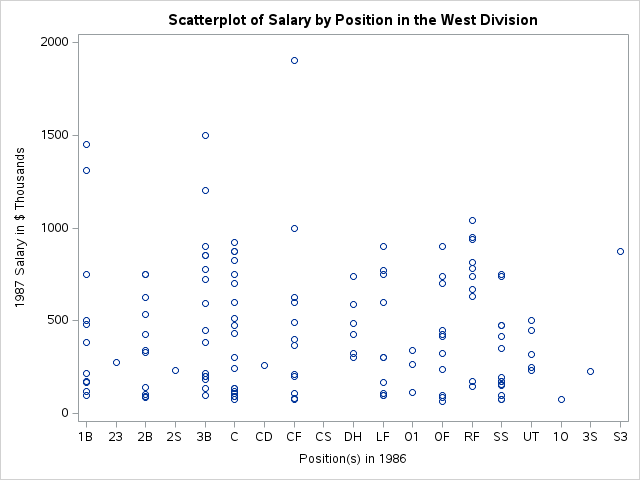 Scatterplot of Salary by Position in the West Division
2000
1500
1000
500
0
1987 Salary in $ Thousands
1B 23 2B 2S 3B C CD CF CS DH LF O1 OF RF SS UT 1O 3S S3
Position(s) in 1986